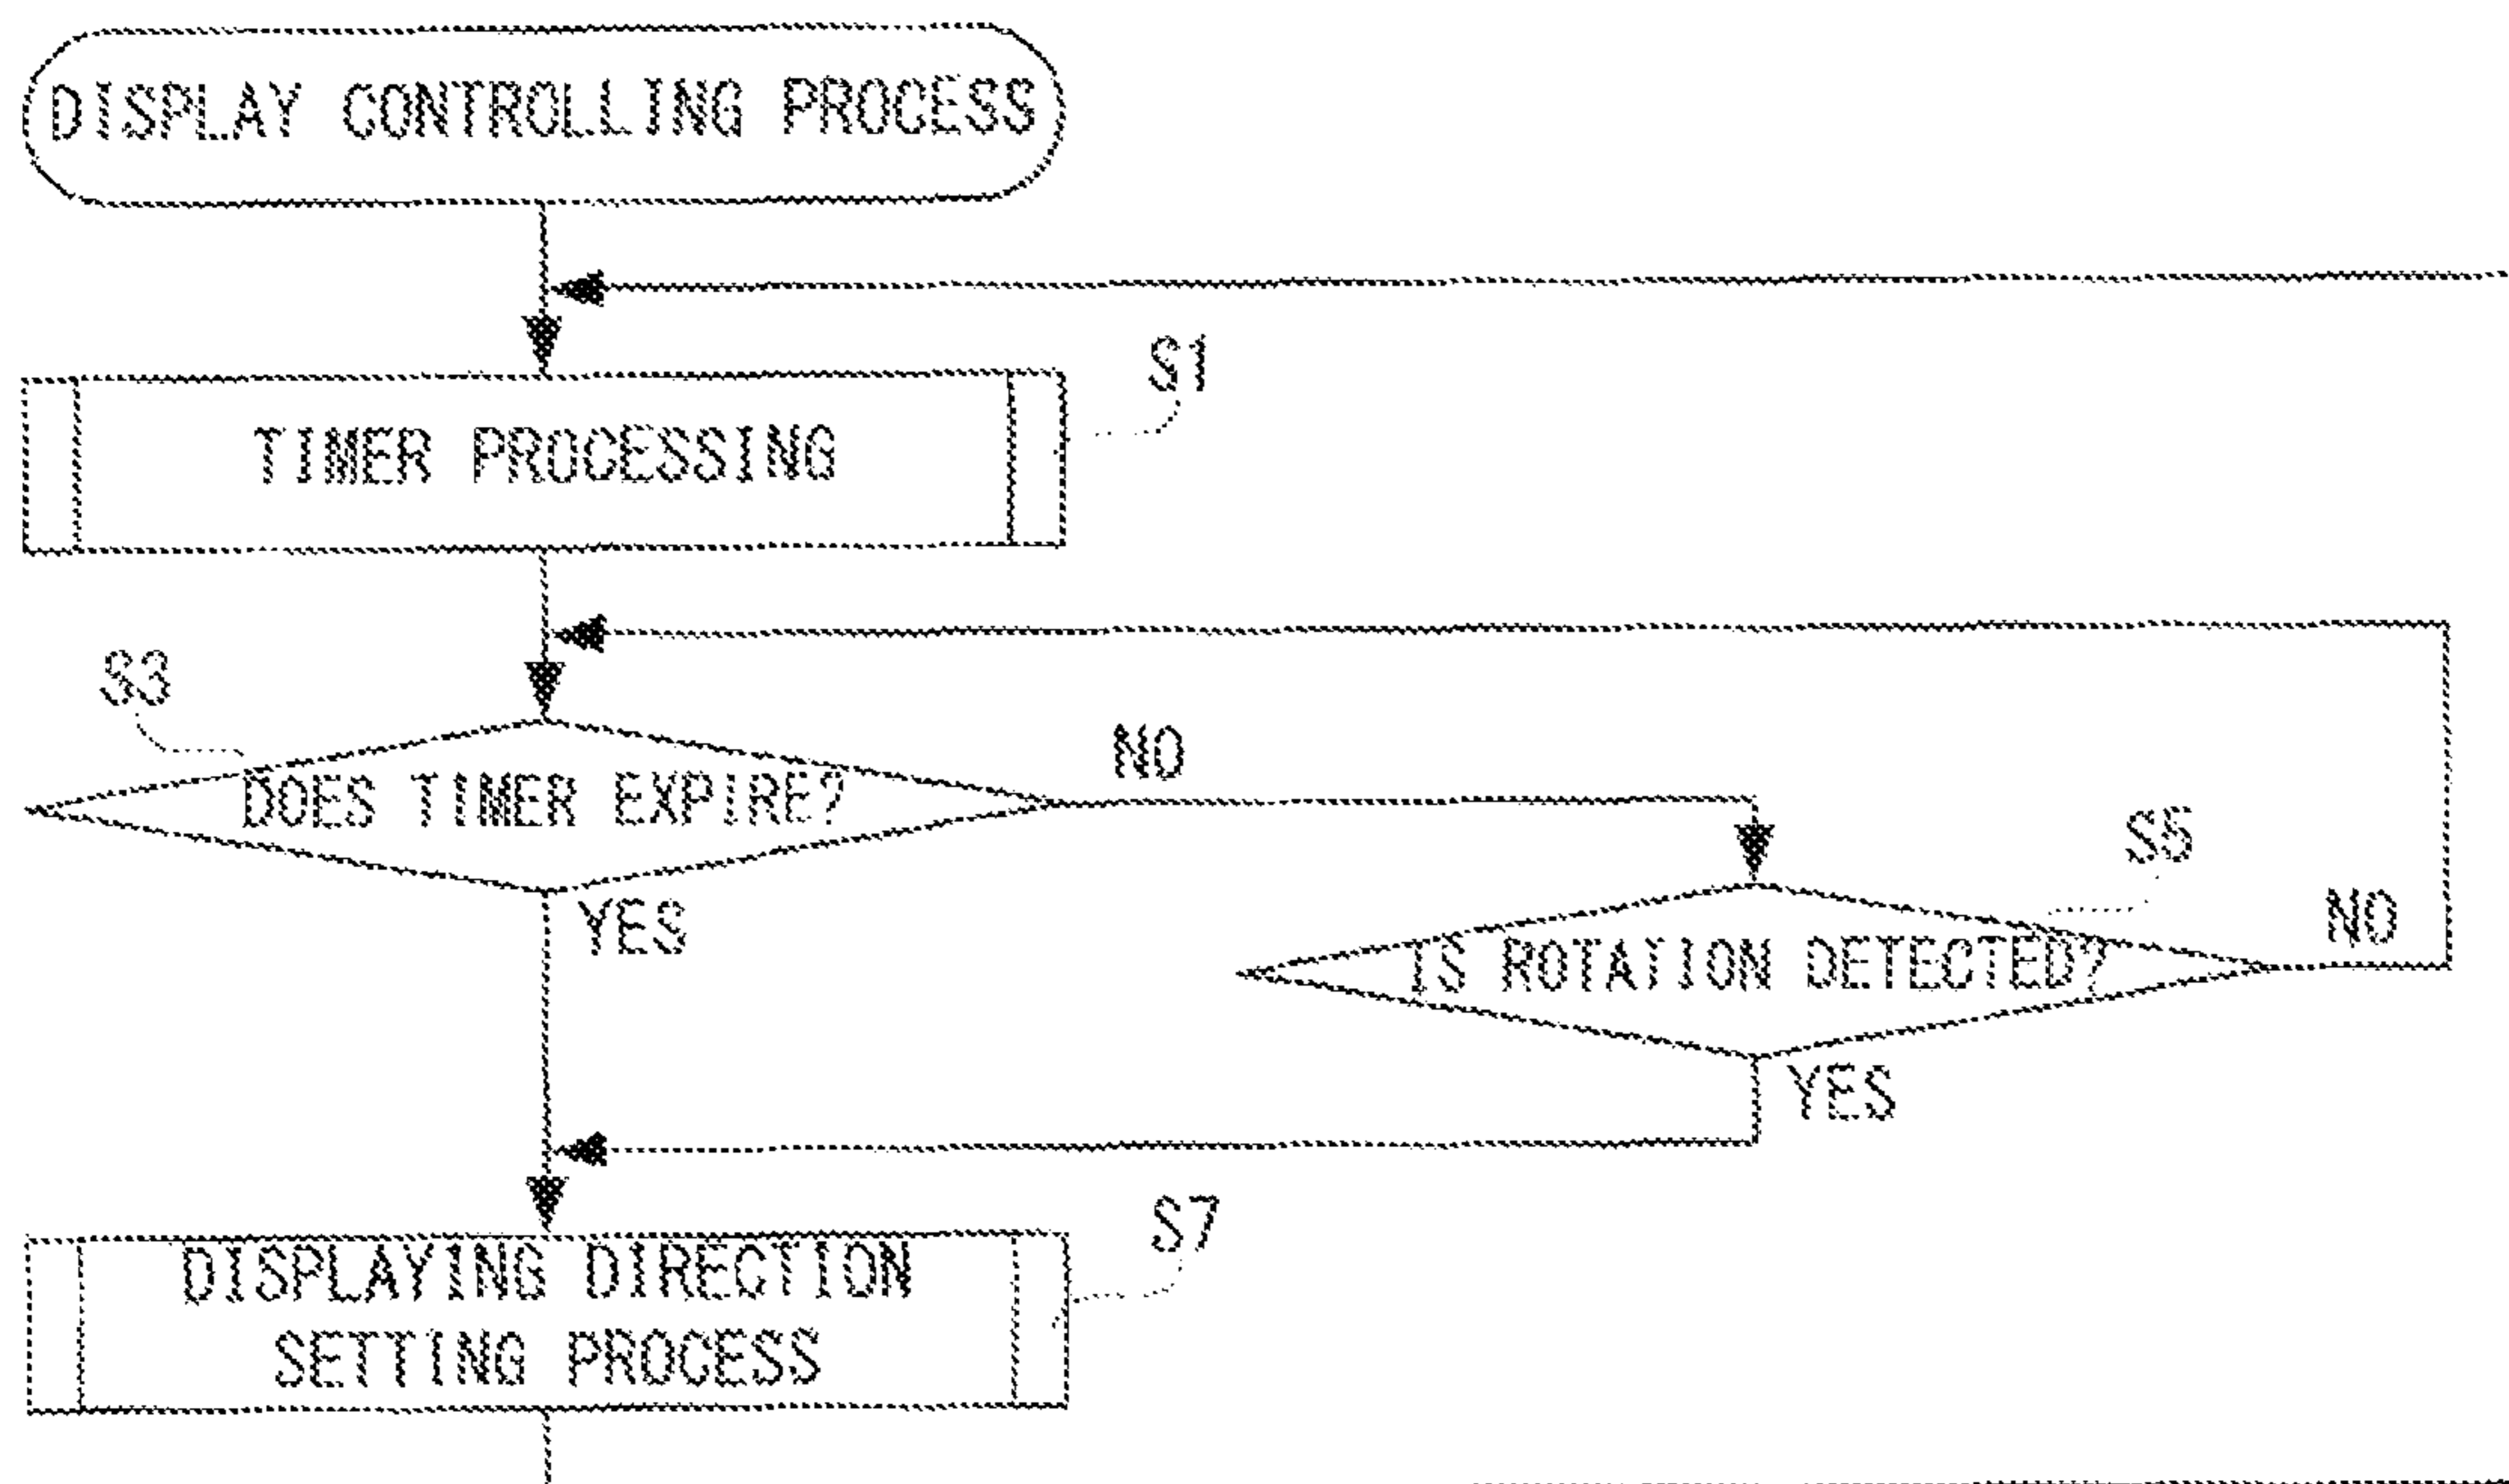 DISPLAY CONTROLLING PROCESS
S1
TIMER PROCESSING
S3
NO
DOES TIMER EXPIRE?
S5
YES
NO
IS ROTATION DETECTED?
YES
S7
DISPLAYING DIRECTION
SETTING PROCESS